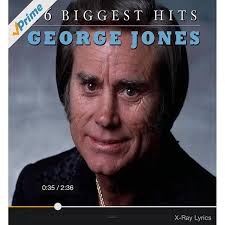 Prime
6 BIGGEST HITS
GEORGE JONES
0:35 / 2:36
X-Ray Lyrics